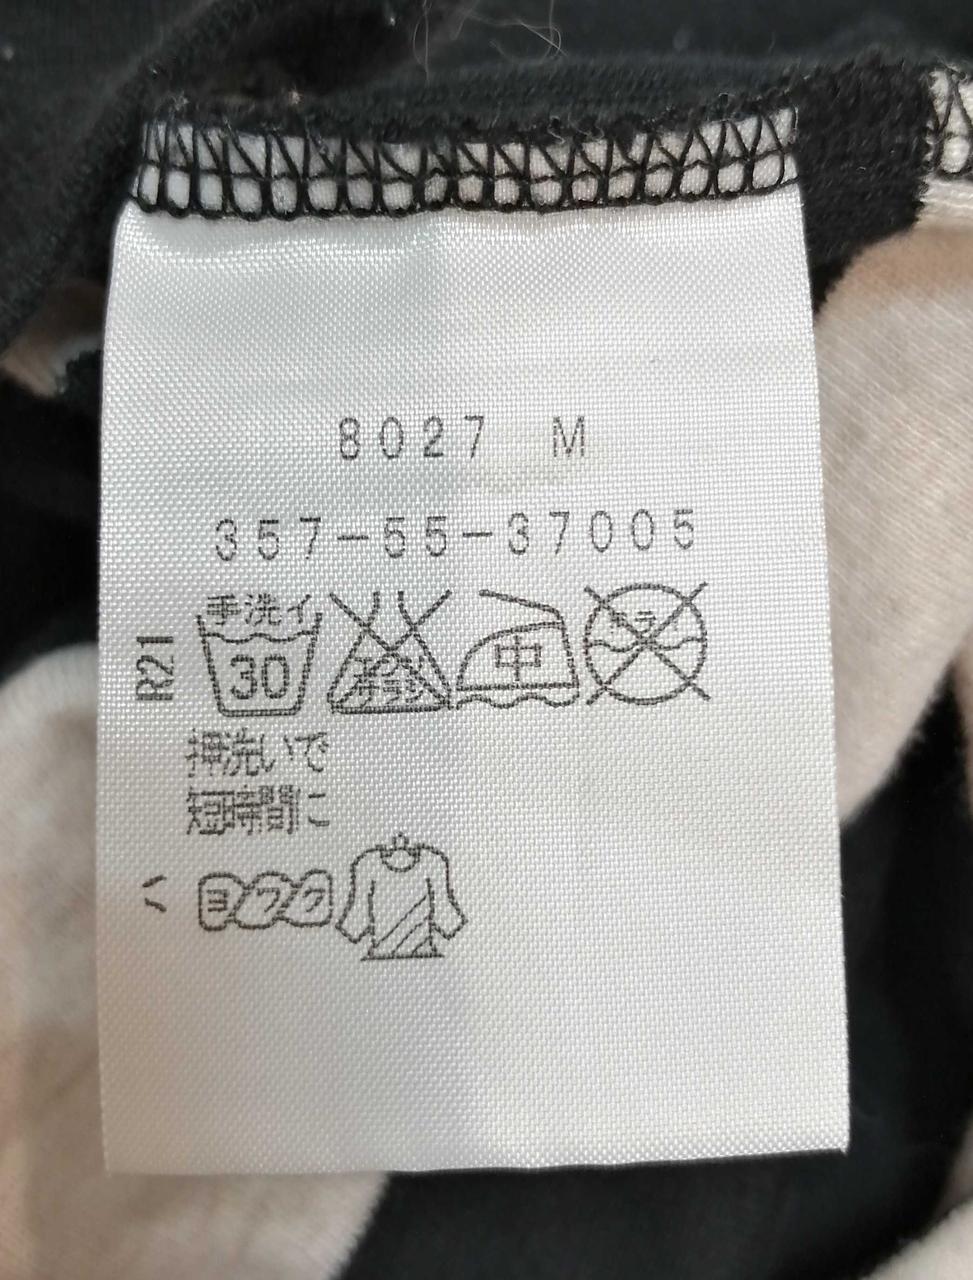 8027 M
357-55-37005
R21
手洗イ
30
中
押洗いで
短時間に
ヨワク